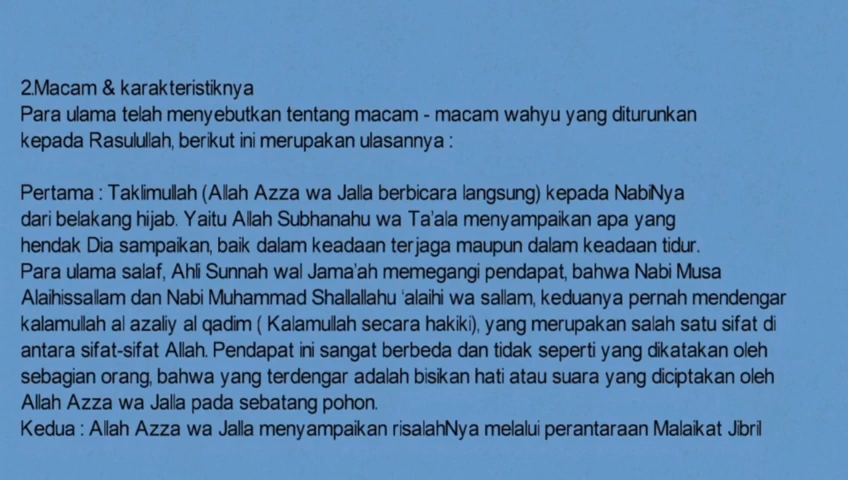 2.Macam & karakteristiknya
Para ulama telah menyebutkan tentang macam - macam wahyu yang diturunkan
kepada Rasulullah, berikut ini merupakan ulasannya :
Pertama : Taklimullah (Allah Azza wa Jalla berbicara langsung) kepada NabiNya
dari belakang hijab. Yaitu Allah Subhanahu wa Ta'ala menyampaikan apa yang
hendak Dia sampaikan, baik dalam keadaan terjaga maupun dalam keadaan tidur.
Para ulama salaf, Ahli Sunnah wal Jama'ah memegangi pendapat, bahwa Nabi Musa
Alaihissallam dan Nabi Muhammad Shallallahu 'alaihi wa sallam, keduanya pernah mendengar
kalamullah al azaliy al qadim ( Kalamullah secara hakiki), yang merupakan salah satu sifat di
antara sifat-sifat Allah. Pendapat ini sangat berbeda dan tidak seperti yang dikatakan oleh
sebagian orang, bahwa yang terdengar adalah bisikan hati atau suara yang diciptakan oleh
Allah Azza wa Jalla pada sebatang pohon.
Kedua : Allah Azza wa Jalla menyampaikan risalahNya melalui perantaraan Malaikat Jibril